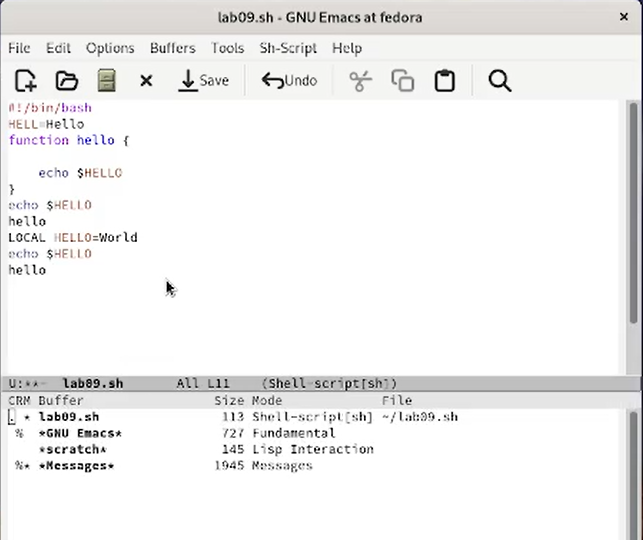 lab09.sh - GNU Emacs at fedora
File Edit Options Buffers Tools Sh-Script Help
Save Undo
#!/bin/bash
HELL=Hello
function hello {
echo $HELLO
}
echo $HELLO
hello
LOCAL HELLO=World
echo $HELLO
hello
U:**- lab09.sh All L11 (Shell-script[sh])
CRM Buffer Size Mode File
. * lab09.sh 113 Shell-script[sh] ~/lab09.sh
% *GNU Emacs* 727 Fundamental
*scratch* 145 Lisp Interaction
%* *Messages* 1945 Messages